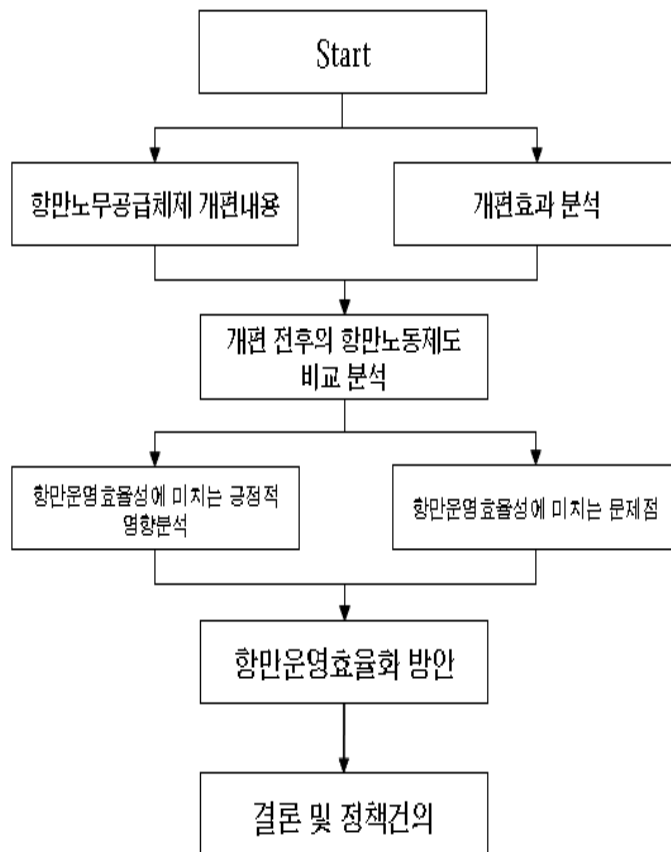 Start
항만노무공급체제 개편내용
개편효과 분석
개편 전후의 항만노동제도
비교 분석
항만운영효율성에 미치는 긍정적
영향분석
항만운영효율성에 미치는 문제점
항만운영효율화 방안
결론 및 정책건의